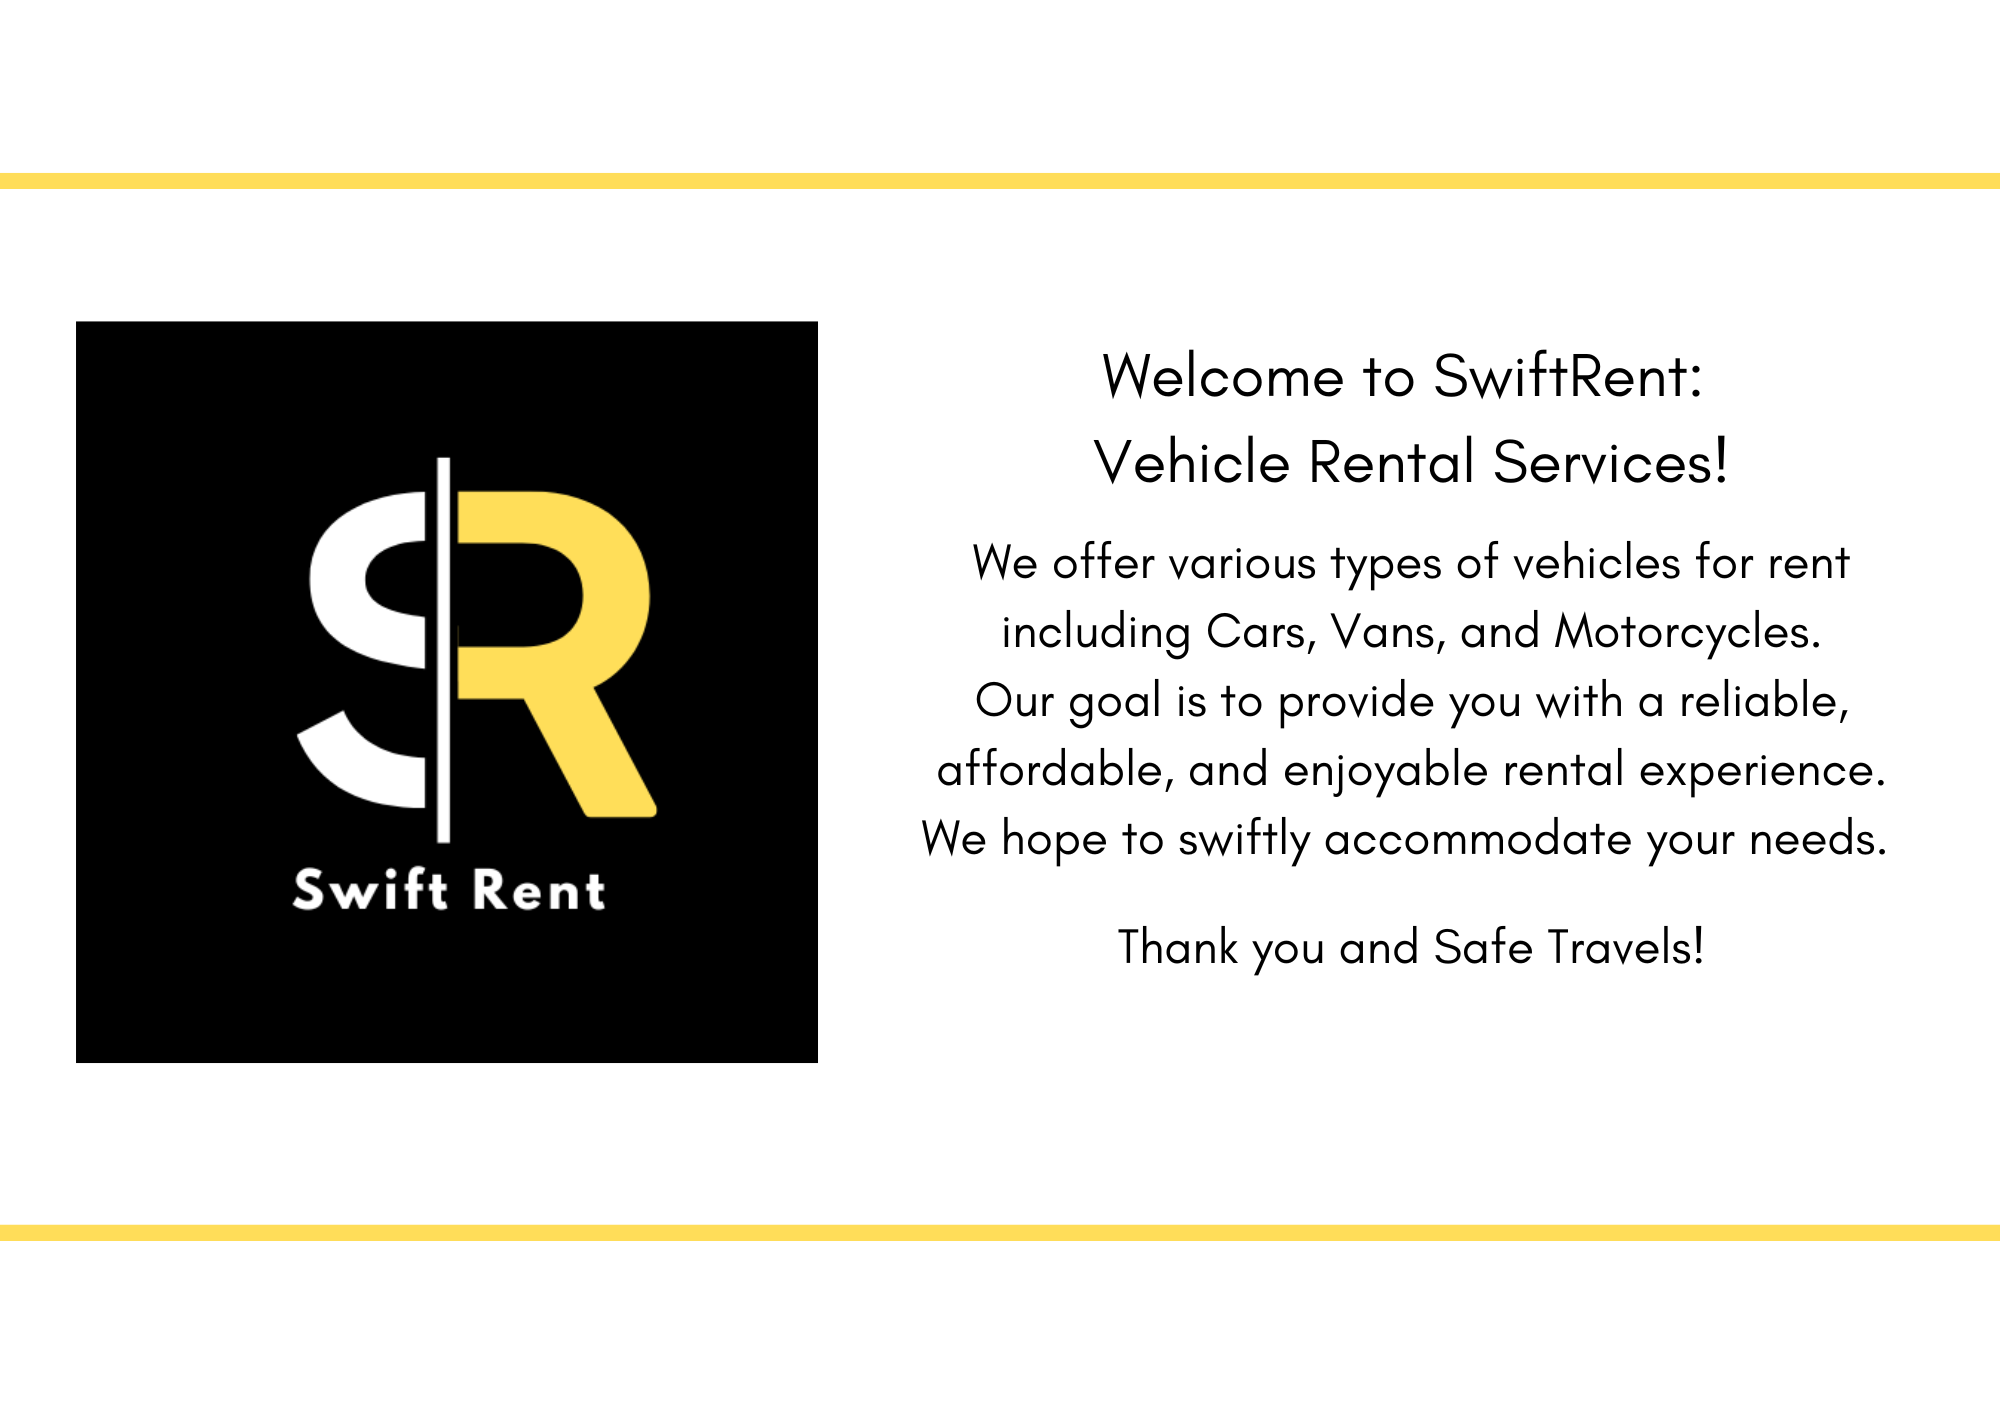 SR
Swift Rent
Welcome to SwiftRent:
Vehicle Rental Services!
We offer various types of vehicles for rent
including Cars, Vans, and Motorcycles.
Our goal is to provide you with a reliable,
affordable, and enjoyable rental experience.
We hope to swiftly accommodate your needs.
Thank you and Safe Travels!